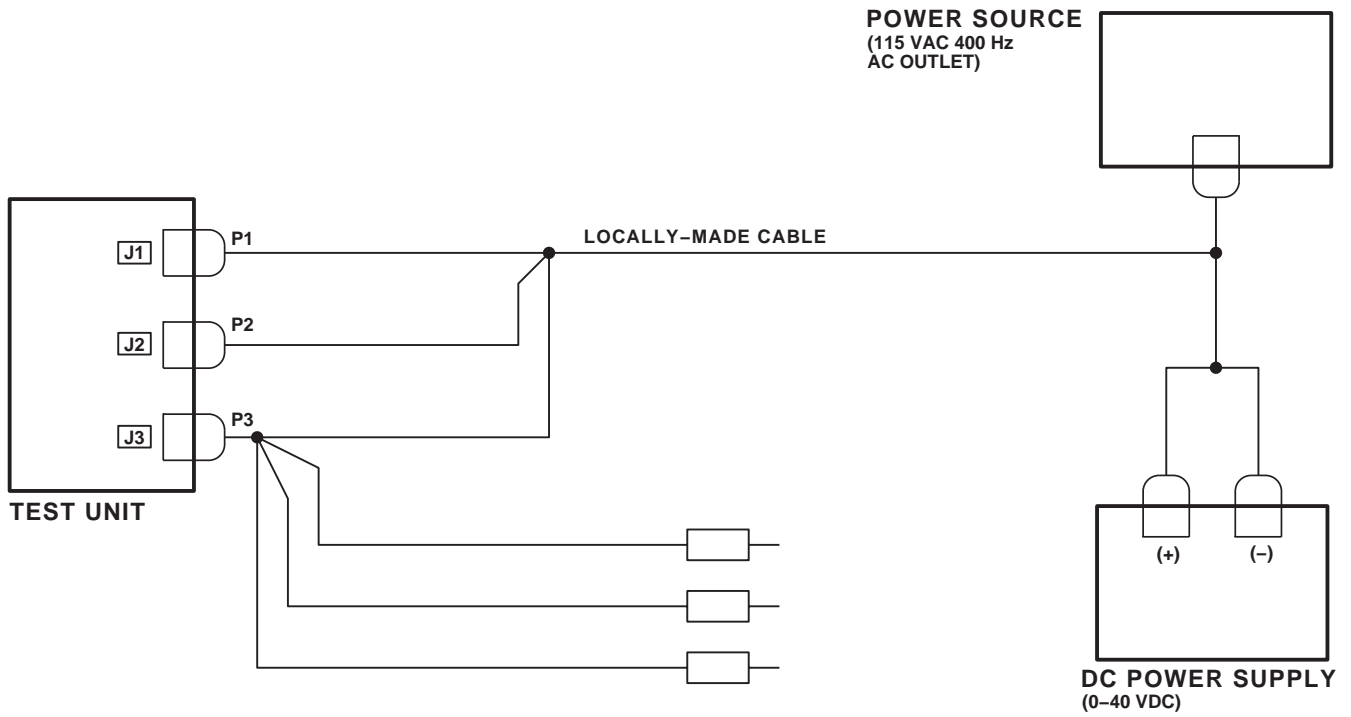 POWER SOURCE
(115 VAC 400 Hz
AC OUTLET)
LOCALLY–MADE CABLE
J1
P1
J2
P2
J3
P3
TEST UNIT
(+)
(–)
DC POWER SUPPLY
(0–40 VDC)